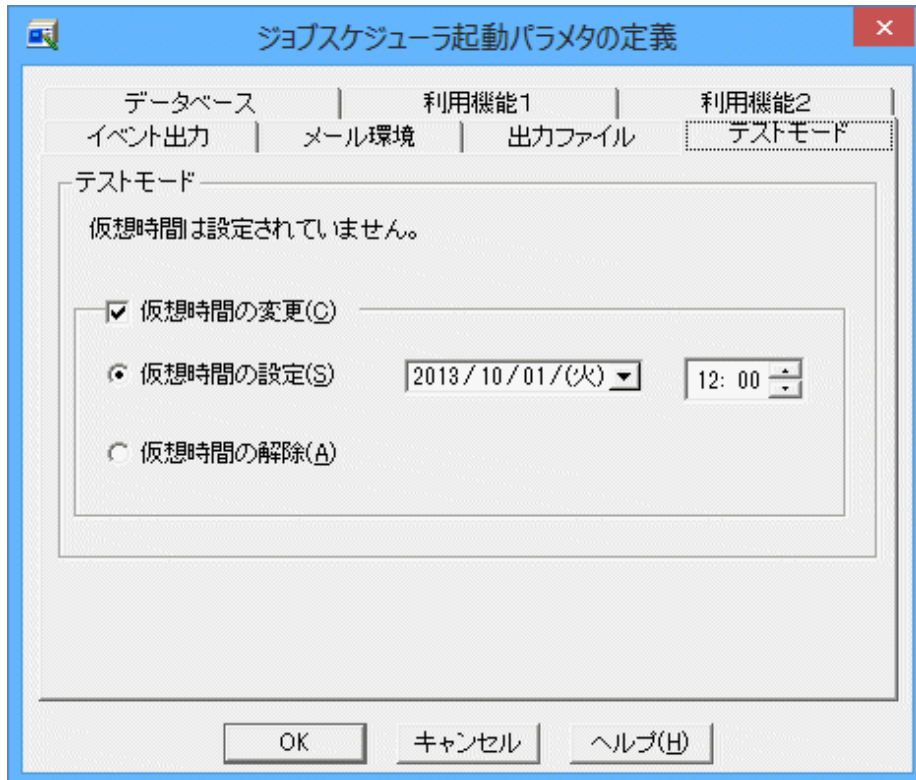 ジョブスケジューラ起動パラメタの定義
データベース 利用機能1 利用機能2
イベント出力 メール環境 出力ファイル テストモード
テストモード
仮想時間は設定されていません。
仮想時間の変更(C)
仮想時間の設定(S) 2013/10/01/(火) 12: 00
仮想時間の解除(A)
OK キャンセル ヘルプ(H)